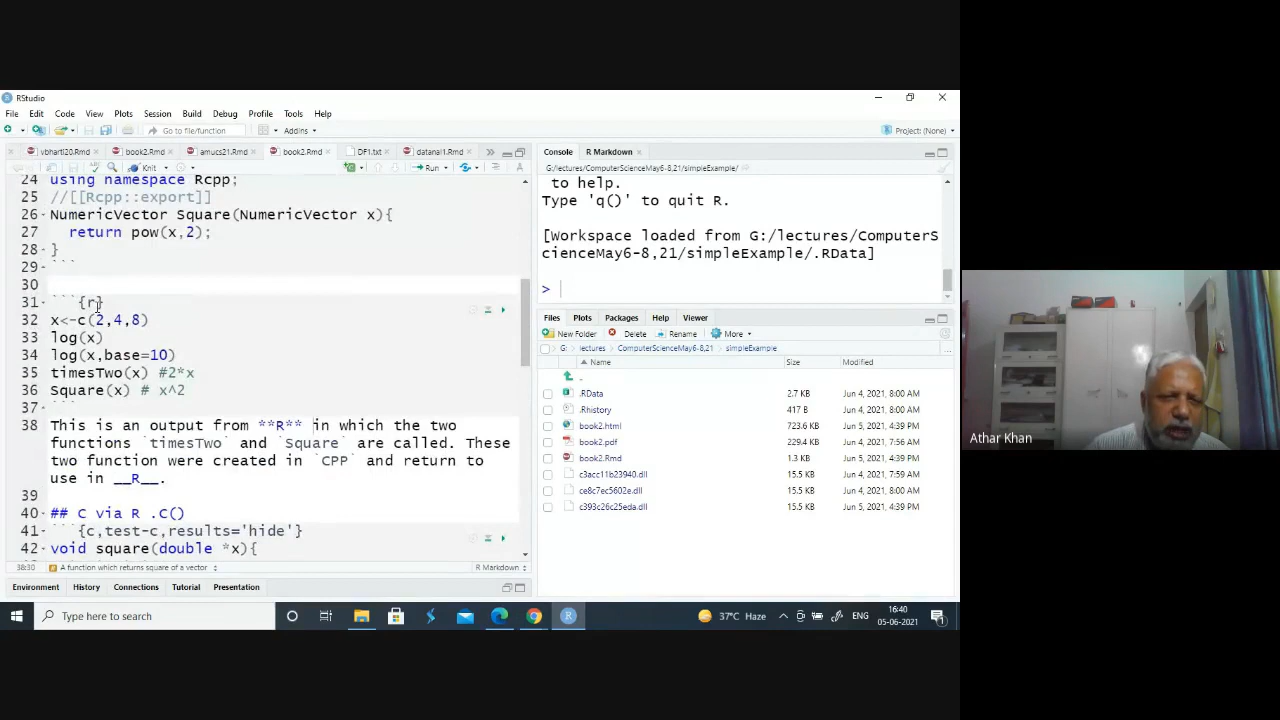 RStudio
File Edit Code View Plots Session Build Debug Profile Tools Help
Go to file/function Addins Project: (None)
vbharti20.Rmd book2.Rmd amucs21.Rmd book2.Rmd DF1.txt datanal1.Rmd
Knit Run
24 using namespace Rcpp;
25 //[[Rcpp::export]]
26 NumericVector Square(NumericVector x){
27 return pow(x,2);
28 }
29 ```
30
31 ```{r}
32 x<-c(2,4,8)
33 log(x)
34 log(x,base=10)
35 timesTwo(x) #2*x
36 Square(x) # x^2
37 ```
38 This is an output from **R** in which the two
functions `timesTwo` and `Square` are called. These
two function were created in `CPP` and return to
use in __R__.
39
40 ## C via R .C()
41 ```{c,test-c,results='hide'}
42 void square(double *x){
38:30 A function which returns square of a vector R Markdown
Environment History Connections Tutorial Presentation
Console R Markdown
G:/lectures/ComputerScienceMay6-8,21/simpleExample/
to help.
Type 'q()' to quit R.
[Workspace loaded from G:/lectures/ComputerS
cienceMay6-8,21/simpleExample/.RData]
>
Files Plots Packages Help Viewer
New Folder Delete Rename More
G: lectures ComputerScienceMay6-8,21 simpleExample ...
Name Size Modified
.RData 2.7 KB Jun 4, 2021, 8:00 AM
.Rhistory 417 B Jun 4, 2021, 8:00 AM
book2.html 723.6 KB Jun 5, 2021, 4:39 PM
book2.pdf 229.4 KB Jun 4, 2021, 7:56 AM
book2.Rmd 1.3 KB Jun 5, 2021, 4:39 PM
c3acc11b23940.dll 15.5 KB Jun 4, 2021, 7:59 AM
ce8c7ec5602e.dll 15.5 KB Jun 4, 2021, 8:00 AM
c393c26c25eda.dll 15.5 KB Jun 5, 2021, 4:39 PM
Type here to search
37°C Haze ENG 16:40
05-06-2021
Athar Khan